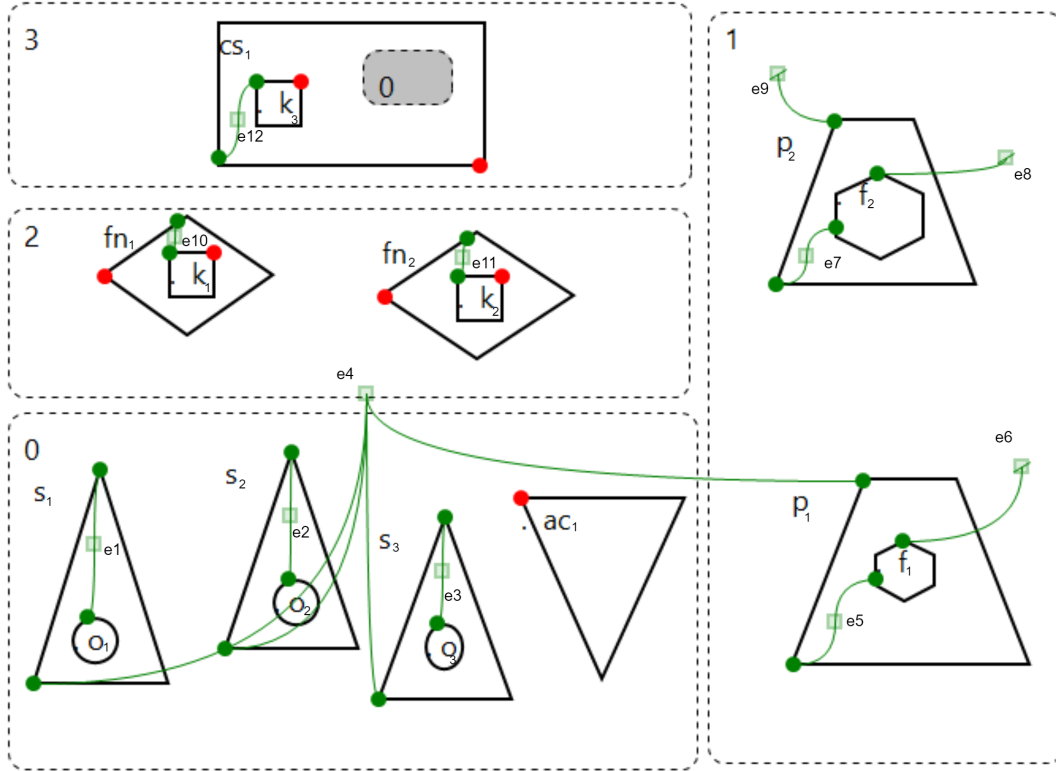 3
cs₁
k₃
0
e12
1
e9
p₂
e8
f₂
e7
2
fn₁
e10
k₁
fn₂
e11
k₂
e4
0
s₁
e1
o₁
s₂
e2
o₂
s₃
e3
o₃
ac₁
e6
p₁
f₁
e5